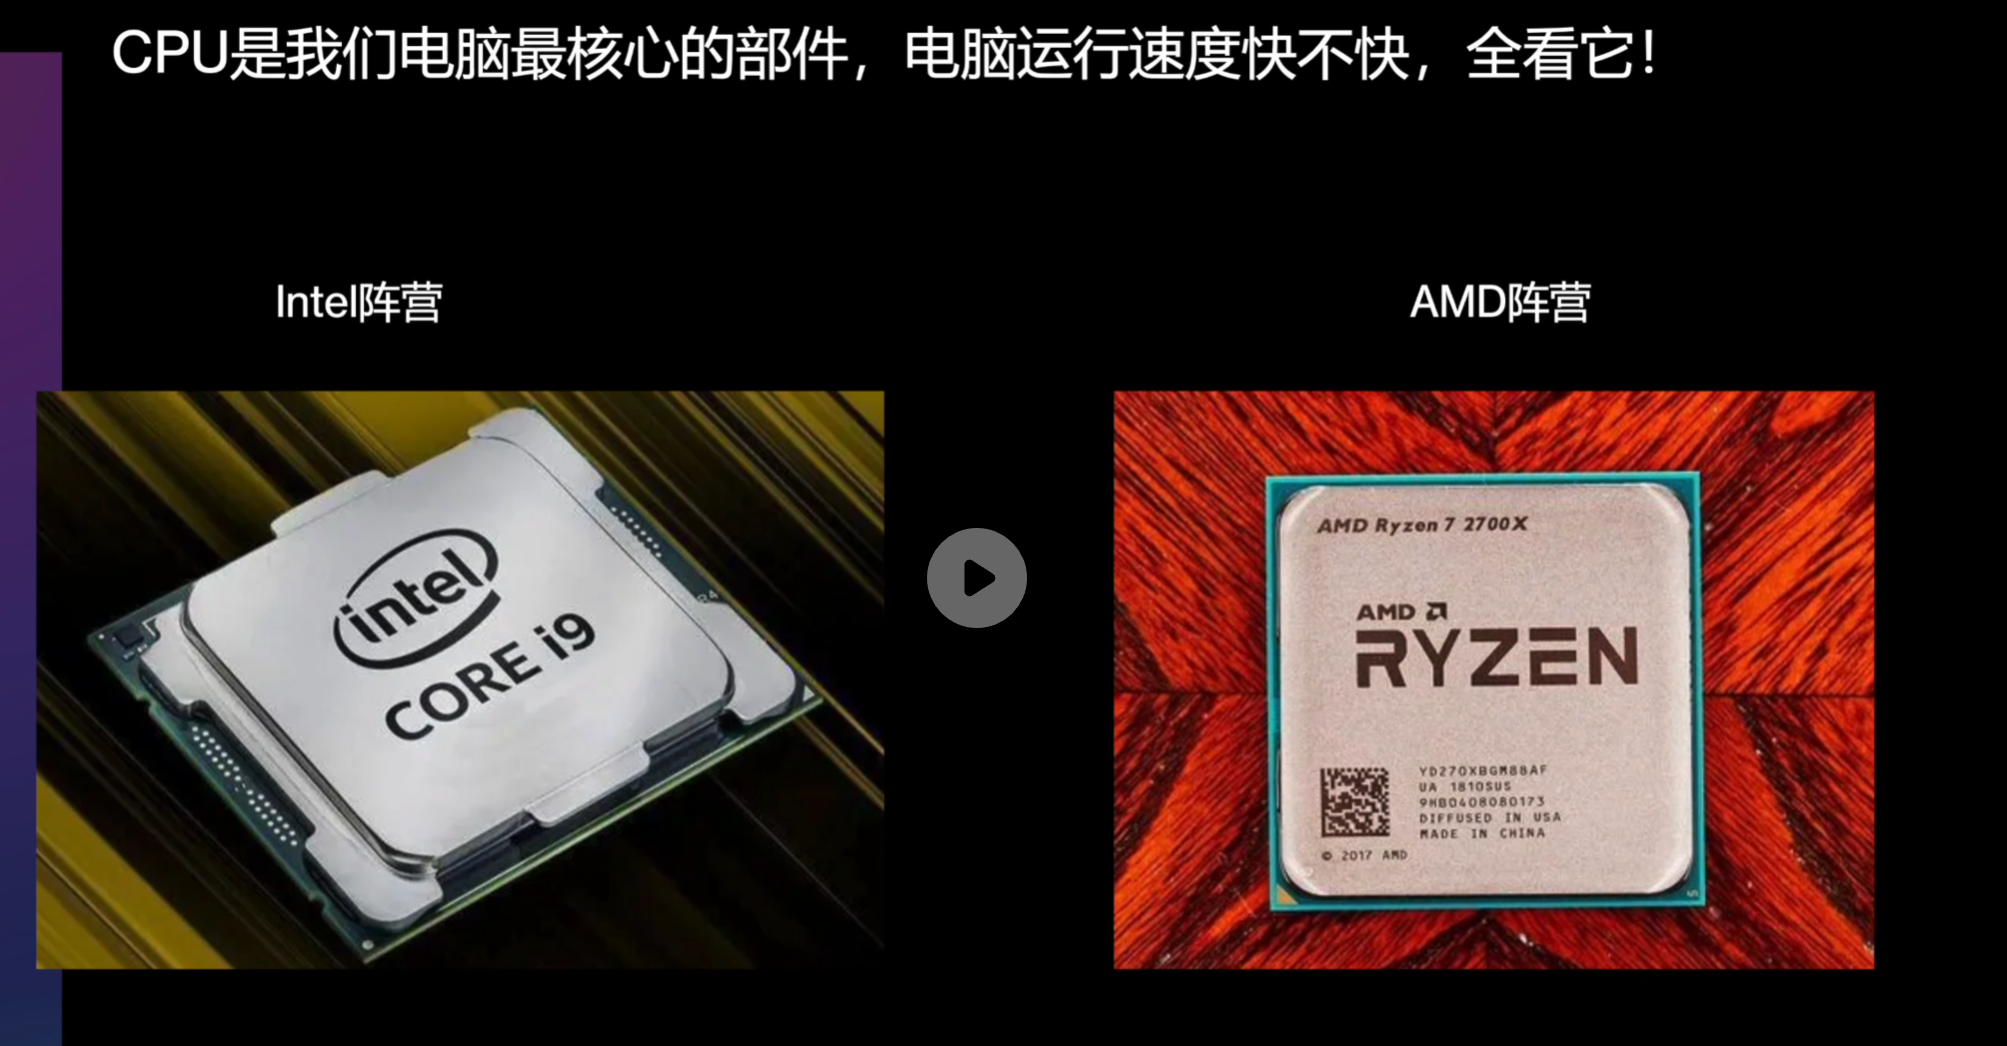 CPU是我们电脑最核心的部件，电脑运行速度快不快，全看它！
Intel阵营
AMD阵营
intel
CORE i9
AMD Ryzen 7 2700X
AMD
RYZEN
YD270XBGM88AF
UA 1810SUS
9HB0408080173
DIFFUSED IN USA
MADE IN CHINA
© 2017 AMD